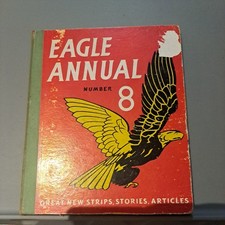 EAGLE
ANNUAL
NUMBER
8
GREAT NEW STRIPS, STORIES, ARTICLES